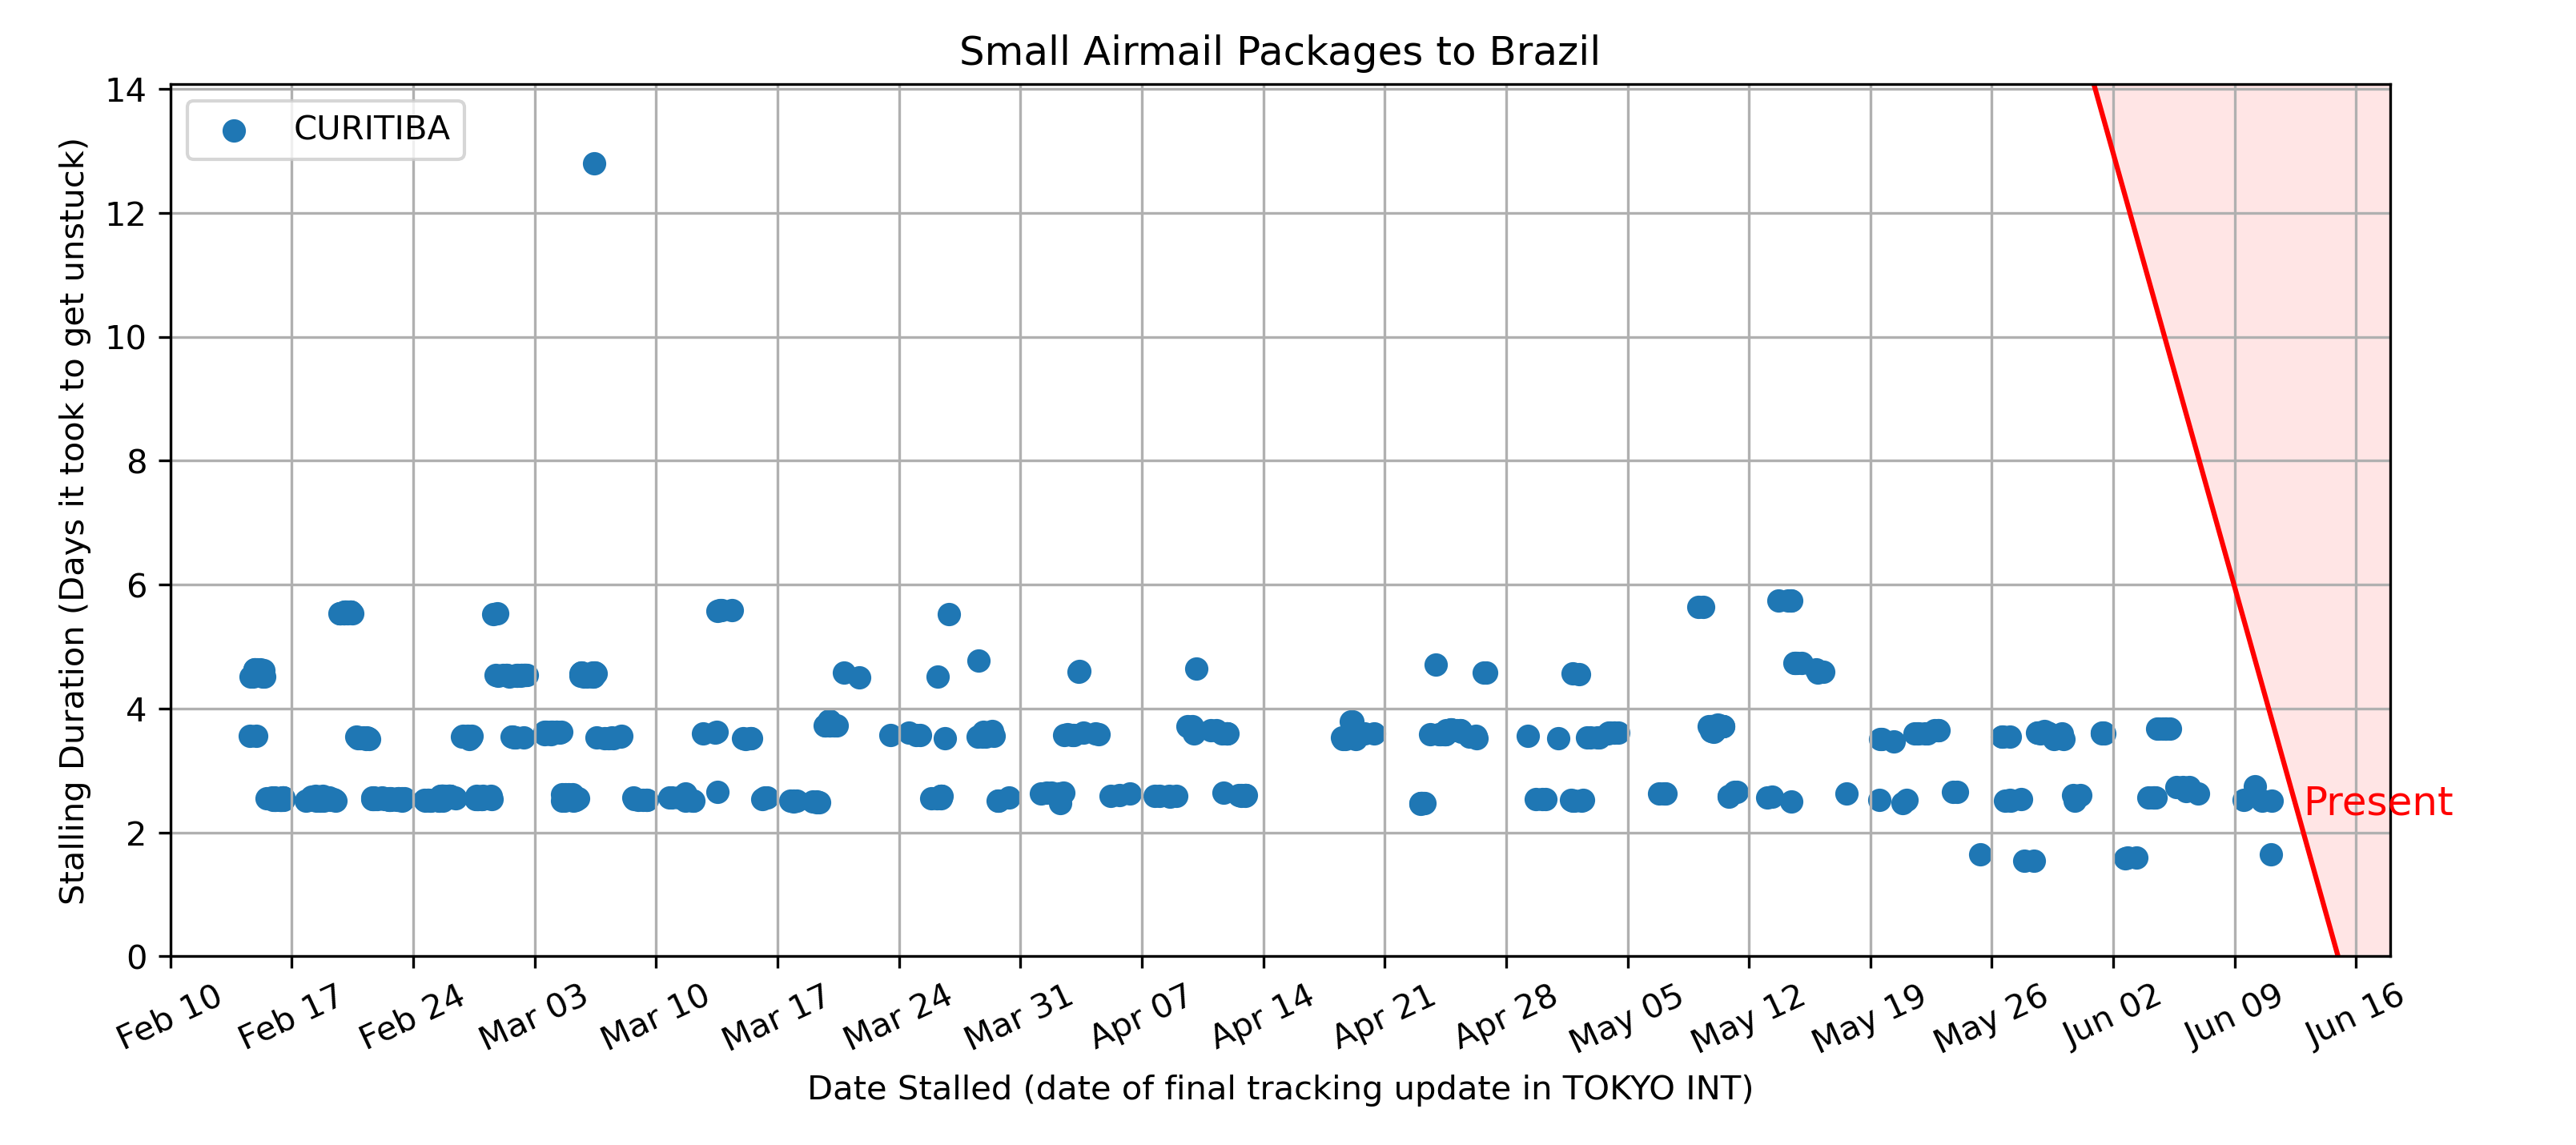 Small Airmail Packages to Brazil
CURITIBA
Stalling Duration (Days it took to get unstuck)
14
12
10
8
6
4
2
0
Present
Feb 10
Feb 17
Feb 24
Mar 03
Mar 10
Mar 17
Mar 24
Mar 31
Apr 07
Apr 14
Apr 21
Apr 28
May 05
May 12
May 19
May 26
Jun 02
Jun 09
Jun 16
Date Stalled (date of final tracking update in TOKYO INT)